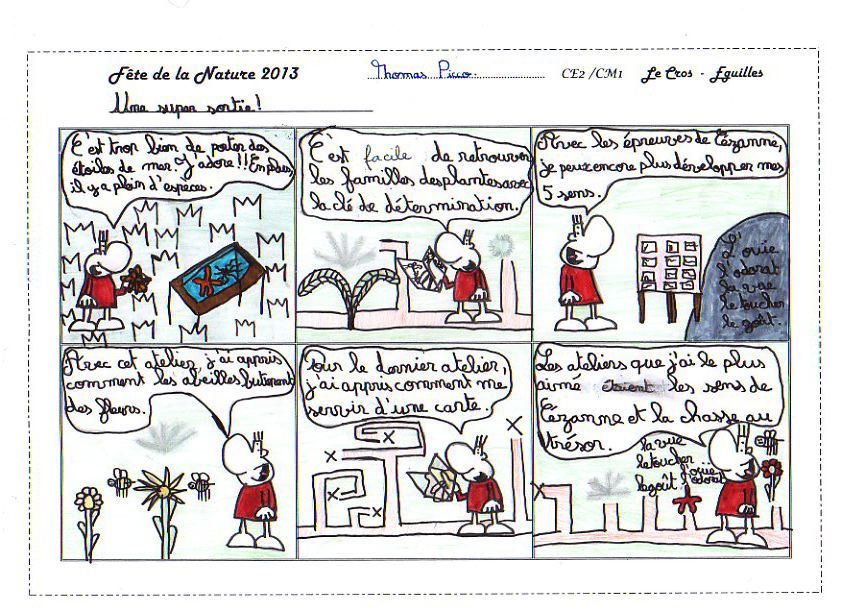 Fête de la Nature 2013
Thomas Picco.
CE2 /CM1
Le Cros - Eguilles
Une super sortie!
C'est trop bien de porter des
étoiles de mer. J'adore!! En plus,
il y a plein d'espèces.
C'est facile de retrouver
les familles des plantes avec
la clé de détermination.
Avec les épreuves de Cézanne,
je peux encore plus développer mes
5 sens.
L'ouie
l'odorat
la vue
le toucher
le goût.
Avec cet atelier, j'ai appris
comment les abeilles butinent
des fleurs.
Pour le dernier atelier,
j'ai appris comment me
servir d'une carte.
Les ateliers que j'ai le plus
aimé étaient les sens de
Cézanne et la chasse au
trésor.
la vue
le toucher
l'ouie
le goût l'odorat